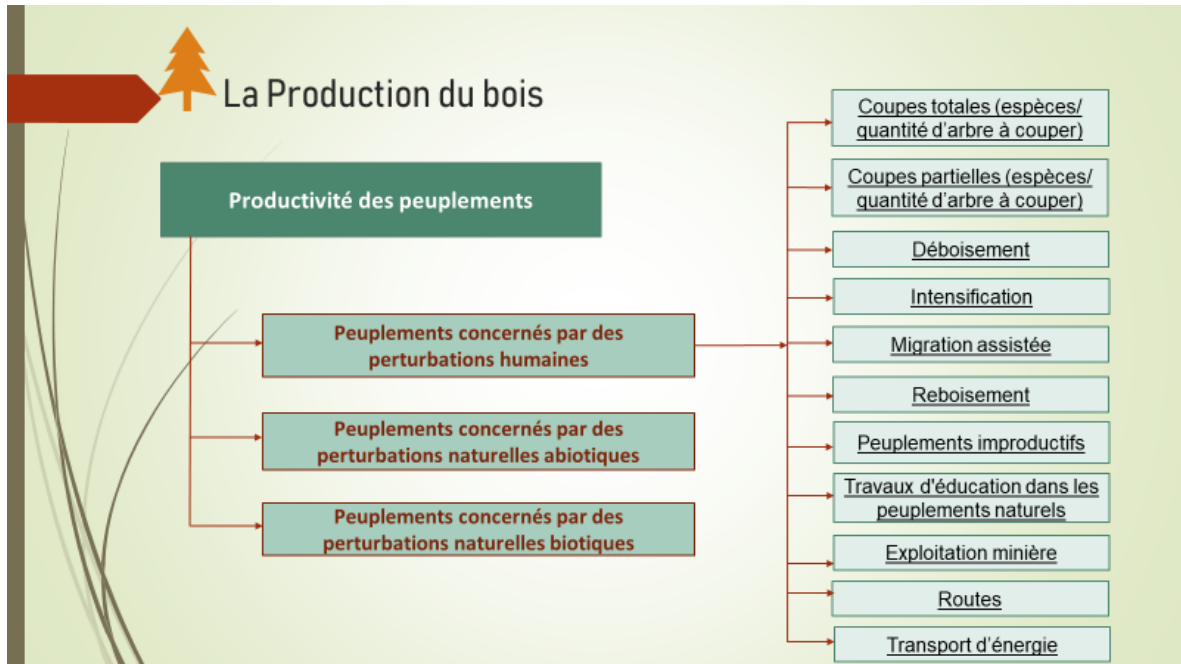 La Production du bois
Productivité des peuplements
Peuplements concernés par des
perturbations humaines
Peuplements concernés par des
perturbations naturelles abiotiques
Peuplements concernés par des
perturbations naturelles biotiques
Coupes totales (espèces/
quantité d'arbre à couper)
Coupes partielles (espèces/
quantité d'arbre à couper)
Déboisement
Intensification
Migration assistée
Reboisement
Peuplements improductifs
Travaux d'éducation dans les
peuplements naturels
Exploitation minière
Routes
Transport d'énergie